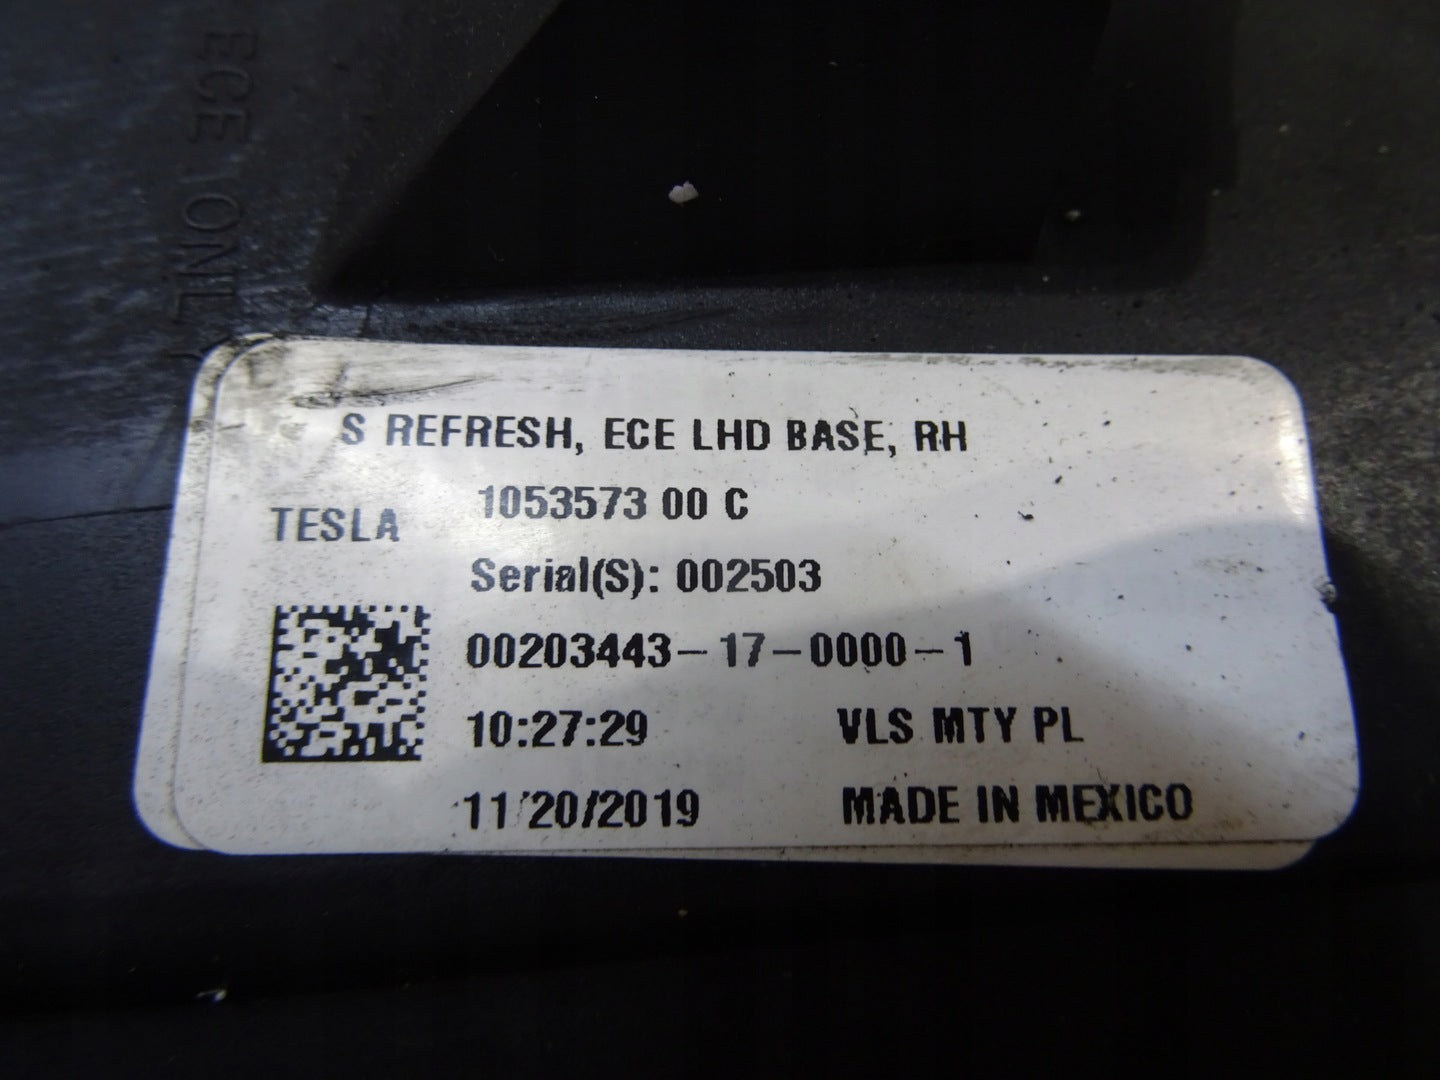 ECE ONLY
S REFRESH, ECE LHD BASE, RH
1053573 00 C
TESLA
Serial(S): 002503
00203443-17-0000-1
10:27:29 VLS MTY PL
11/20/2019 MADE IN MEXICO